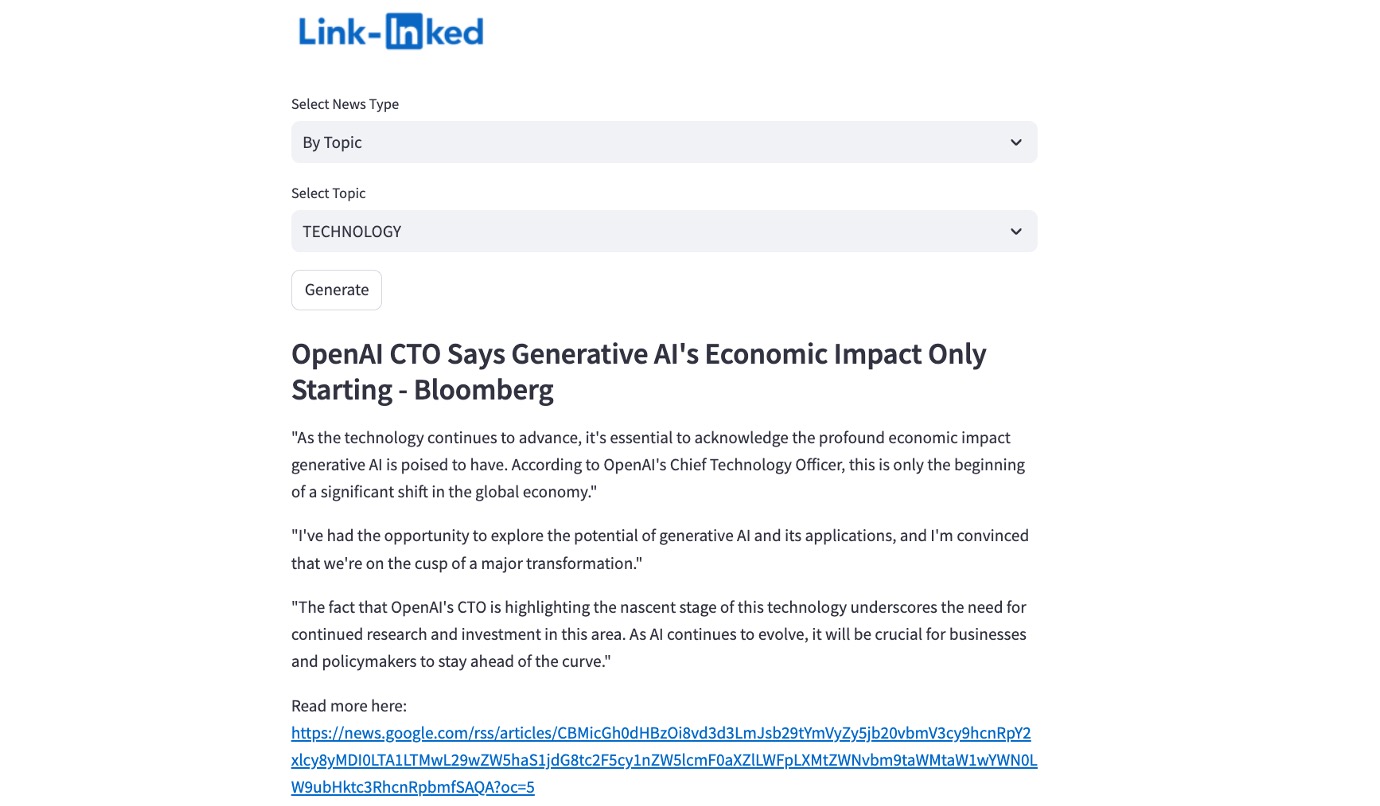 Link-Inked
Select News Type
By Topic
Select Topic
TECHNOLOGY
Generate
OpenAI CTO Says Generative AI's Economic Impact Only
Starting - Bloomberg
"As the technology continues to advance, it's essential to acknowledge the profound economic impact
generative AI is poised to have. According to OpenAI's Chief Technology Officer, this is only the beginning
of a significant shift in the global economy."
"I've had the opportunity to explore the potential of generative AI and its applications, and I'm convinced
that we're on the cusp of a major transformation."
"The fact that OpenAI's CTO is highlighting the nascent stage of this technology underscores the need for
continued research and investment in this area. As AI continues to evolve, it will be crucial for businesses
and policymakers to stay ahead of the curve."
Read more here:
https://news.google.com/rss/articles/CBMicGh0dHBzOi8vd3d3LmJsb29tYmVyZy5jb20vbmV3cy9hcnRpY2
xlcy8yMDI0LTA1LTMwL29wZW5haS1jdG8tc2F5cy1nZW5lcmF0aXZlLWFpLXMtZWNvbm9taWMtaW1wYWN0L
W9ubHktc3RhcnRpbmfSAQA?oc=5